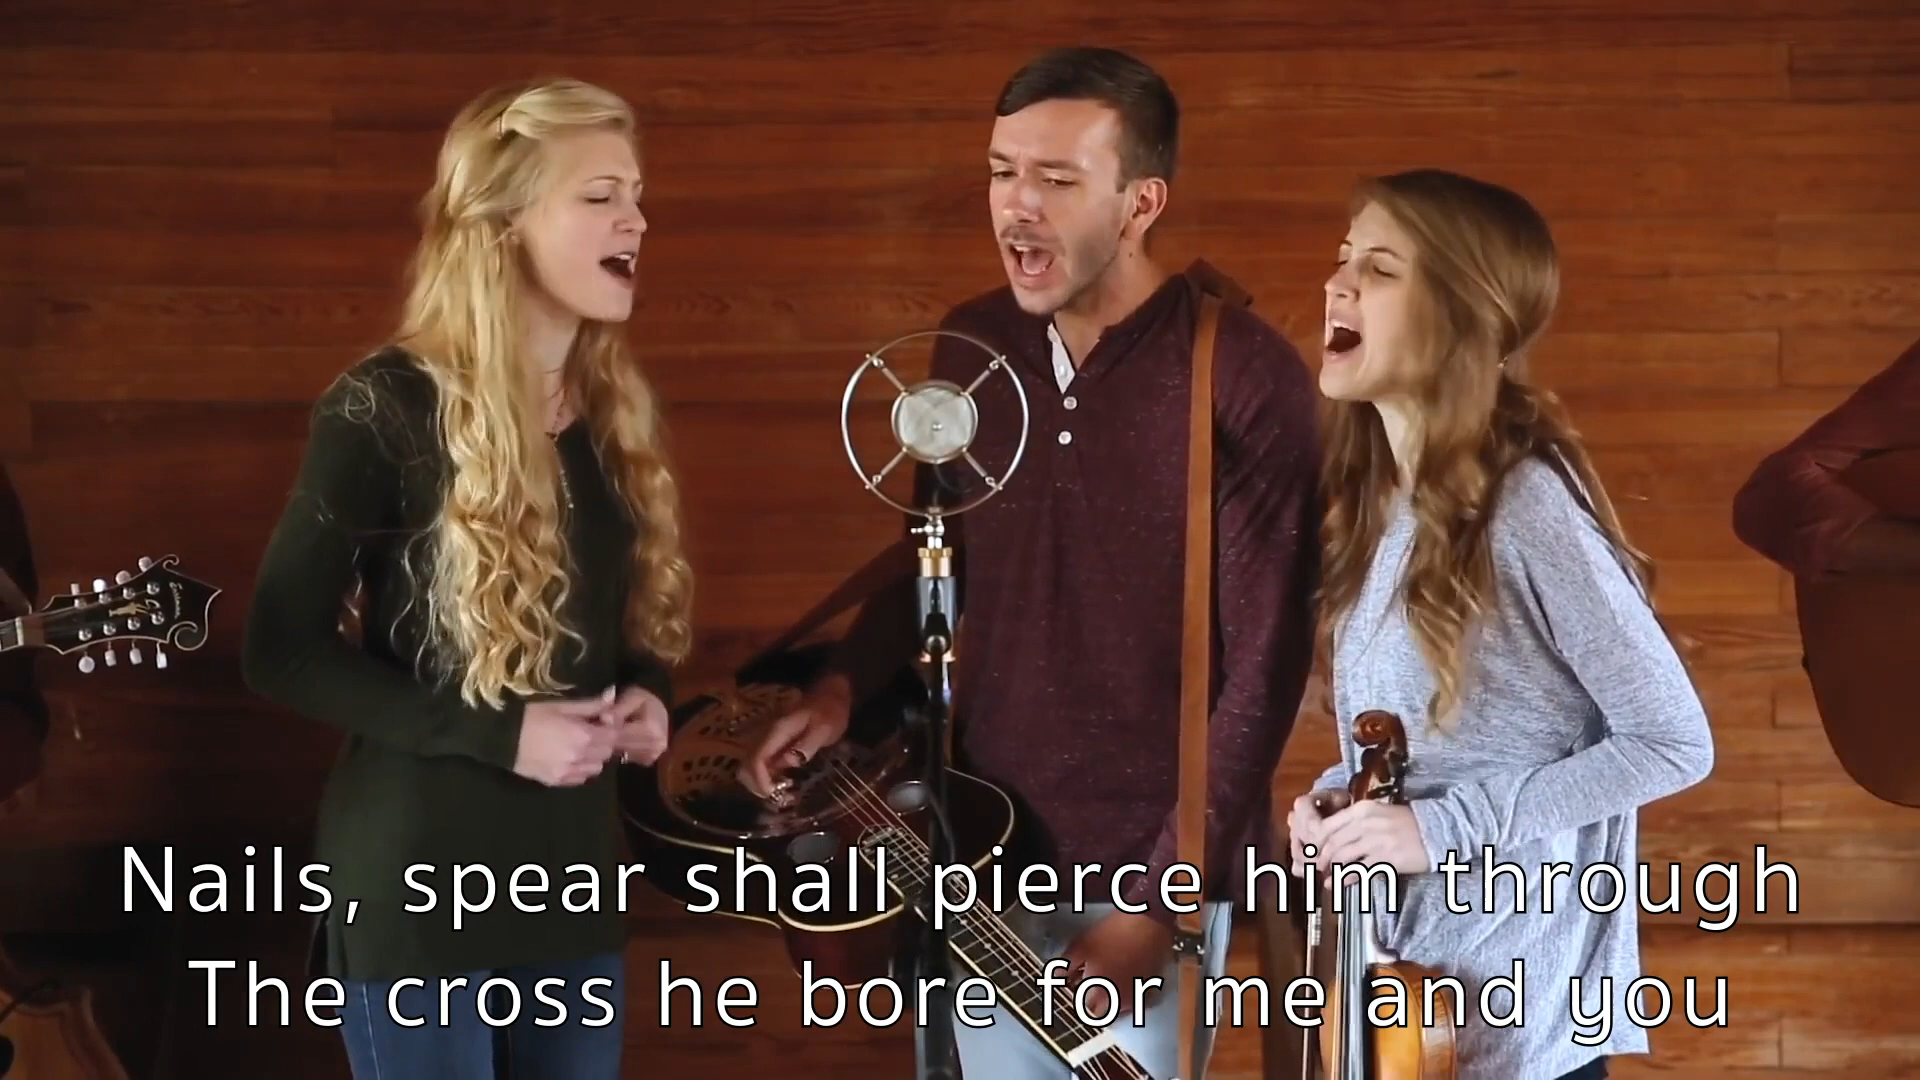 Nails, spear shall pierce him through
The cross he bore for me and you